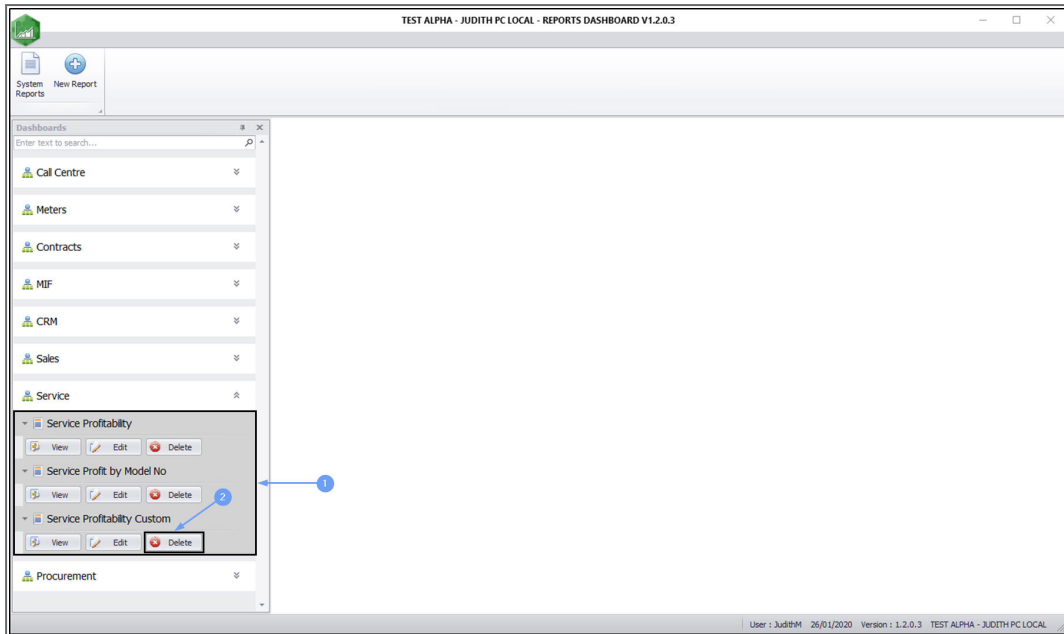 TEST ALPHA - JUDITH PC LOCAL - REPORTS DASHBOARD V1.2.0.3
System Reports
New Report
Dashboards
Enter text to search...
Call Centre
Meters
Contracts
MIF
CRM
Sales
Service
Service Profitability
View Edit Delete
Service Profit by Model No
View Edit Delete
Service Profitability Custom
View Edit Delete
Procurement
1
2
User : JudithM 26/01/2020 Version : 1.2.0.3 TEST ALPHA - JUDITH PC LOCAL